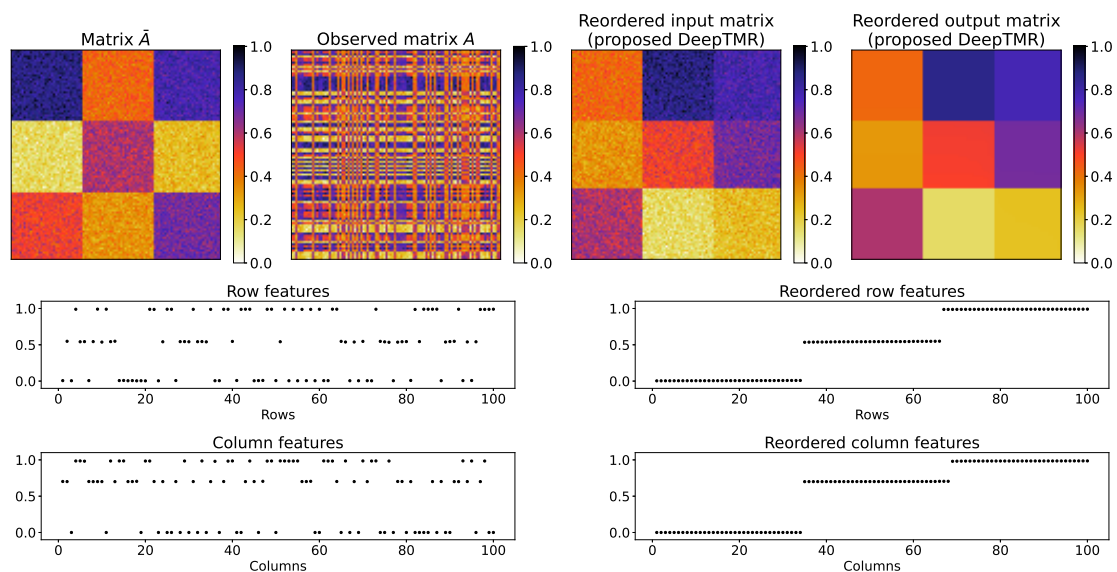 Matrix Ā
Observed matrix A
Reordered input matrix
(proposed DeepTMR)
Reordered output matrix
(proposed DeepTMR)
1.0
0.8
0.6
0.4
0.2
0.0
1.0
0.8
0.6
0.4
0.2
0.0
1.0
0.8
0.6
0.4
0.2
0.0
1.0
0.8
0.6
0.4
0.2
0.0
Row features
1.0
0.5
0.0
0 20 40 60 80 100
Rows
Reordered row features
1.0
0.5
0.0
0 20 40 60 80 100
Rows
Column features
1.0
0.5
0.0
0 20 40 60 80 100
Columns
Reordered column features
1.0
0.5
0.0
0 20 40 60 80 100
Columns